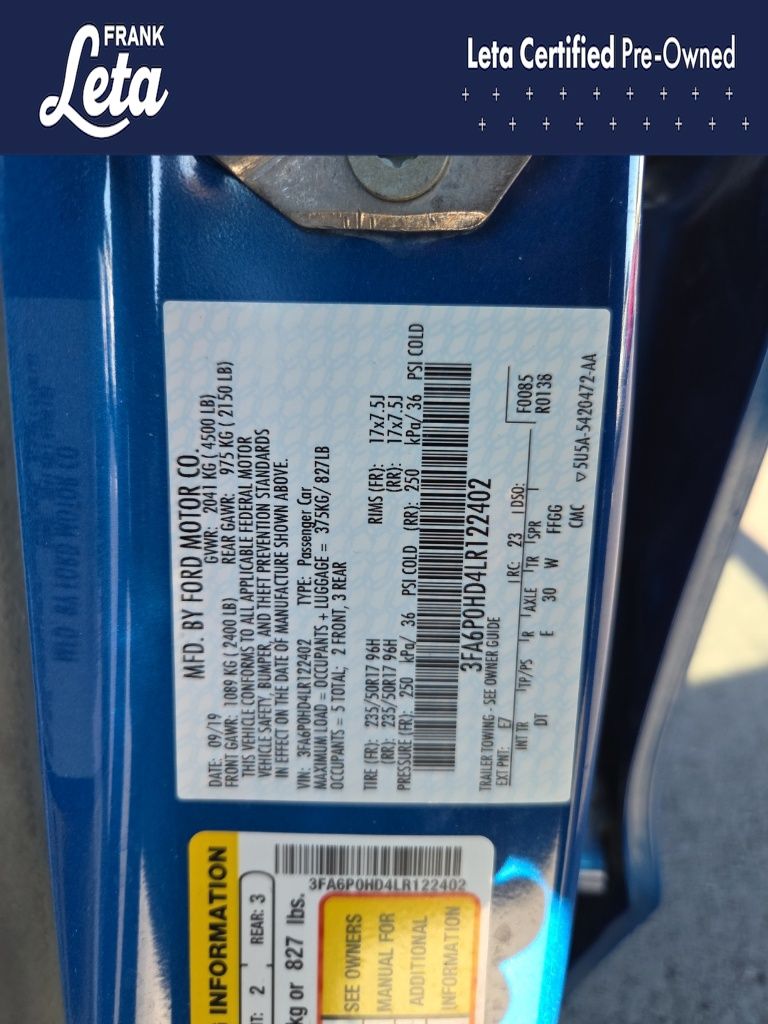 FRANK
Leta
Leta Certified Pre-Owned
MFD. BY FORD MOTOR CO.
DATE: 09/19 GVWR: 2041 KG ( 4500 LB)
FRONT GAWR: 1089 KG ( 2400 LB) REAR GAWR: 975 KG ( 2150 LB)
THIS VEHICLE CONFORMS TO ALL APPLICABLE FEDERAL MOTOR
VEHICLE SAFETY, BUMPER, AND THEFT PREVENTION STANDARDS
IN EFFECT ON THE DATE OF MANUFACTURE SHOWN ABOVE.
VIN: 3FA6P0HD4LR122402 TYPE: Passenger Car
MAXIMUM LOAD = OCCUPANTS + LUGGAGE = 375KG/ 827LB
OCCUPANTS = 5 TOTAL; 2 FRONT, 3 REAR
TIRE (FR): 235/50R17 96H RIMS (FR): 17x7.5J
(RR): 235/50R17 96H (RR): 17x7.5J
PRESSURE (FR): 250 kPa/ 36 PSI COLD (RR): 250 kPa/ 36 PSI COLD
3FA6P0HD4LR122402
TRAILER TOWING - SEE OWNER GUIDE
EXT PNT: E7 RC: 23 DSO: F0085
R0138
INT TR TP/PS R AXLE TR SPR
DT E 30 W FFGG
CMC ▽5U5A-5420472-AA
INFORMATION
2 REAR: 3
kg or 827 lbs.
3FA6P0HD4LR122402
SEE OWNERS
MANUAL FOR
ADDITIONAL
INFORMATION